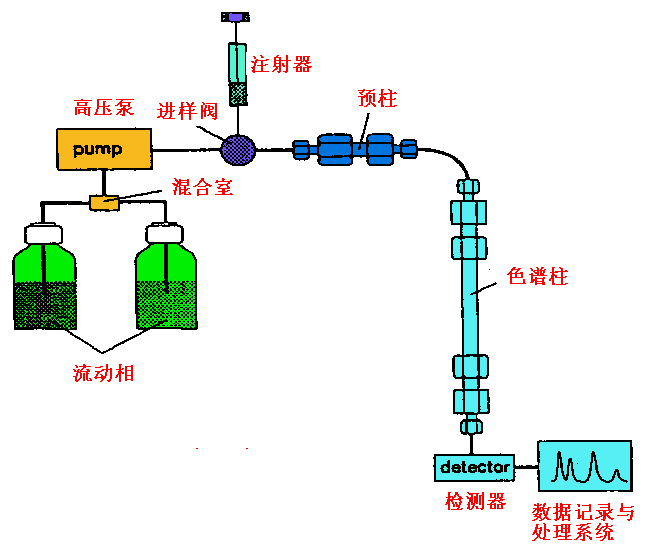 注射器
高压泵
进样阀
预柱
pump
混合室
色谱柱
流动相
detector
检测器
数据记录与
处理系统